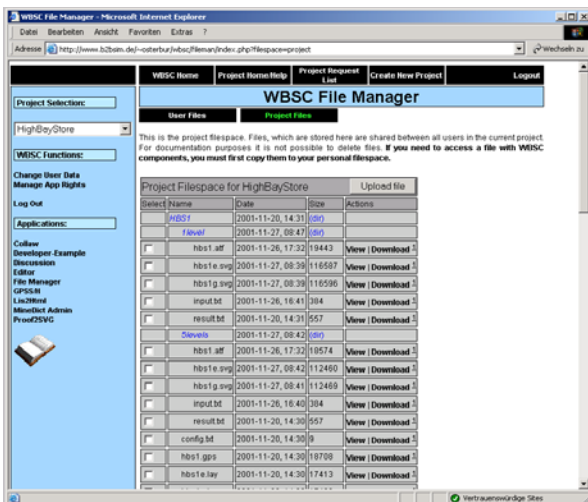 WBSC File Manager - Microsoft Internet Explorer
Datei Bearbeiten Ansicht Favoriten Extras ?
Adresse http://www.b2bsim.de/~osterbur/wbsc/fileman/index.php?filespace=project Wechseln zu
WBSC Home Project Home/Help Project Request List Create New Project Logout
Project Selection:
HighBayStore
WBSC Functions:
Change User Data
Manage App Rights
Log Out
Applications:
Collaw
Developer-Example
Discussion
Editor
File Manager
GPSS/H
Lis2Html
MineDict Admin
Proof2SVG
WBSC File Manager
User Files Project Files
This is the project filespace. Files, which are stored here are shared between all users in the current project.
For documentation purposes it is not possible to delete files. If you need to access a file with WBSC
components, you must first copy them to your personal filespace.
Project Filespace for HighBayStore Upload file
Select Name Date Size Actions
HBS1 2001-11-20, 14:31 (dir)
1level 2001-11-27, 08:47 (dir)
hbs1.atf 2001-11-26, 17:32 19443 View | Download
hbs1e.svg 2001-11-27, 08:39 116587 View | Download
hbs1g.svg 2001-11-27, 08:39 116596 View | Download
input.txt 2001-11-26, 16:41 384 View | Download
result.txt 2001-11-20, 14:31 557 View | Download
5levels 2001-11-27, 08:42 (dir)
hbs1.atf 2001-11-26, 17:32 18574 View | Download
hbs1e.svg 2001-11-27, 08:42 112460 View | Download
hbs1g.svg 2001-11-27, 08:41 112469 View | Download
input.txt 2001-11-26, 16:40 384 View | Download
result.txt 2001-11-20, 14:30 557 View | Download
config.txt 2001-11-20, 14:30 9 View | Download
hbs1.gps 2001-11-20, 14:30 18708 View | Download
hbs1e.lay 2001-11-20, 14:30 17413 View | Download
Vertrauenswürdige Sites